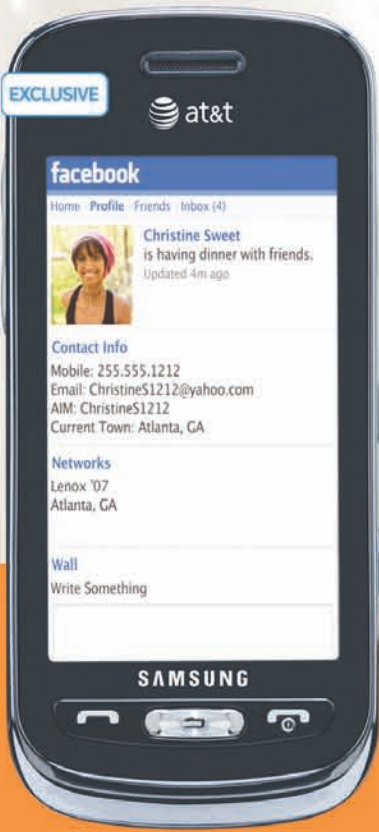 EXCLUSIVE
at&t
facebook
Home Profile Friends Inbox (4)
Christine Sweet
is having dinner with friends.
Updated 4m ago
Contact Info
Mobile: 255.555.1212
Email: ChristineS1212@yahoo.com
AIM: ChristineS1212
Current Town: Atlanta, GA
Networks
Lenox '07
Atlanta, GA
Wall
Write Something
SAMSUNG